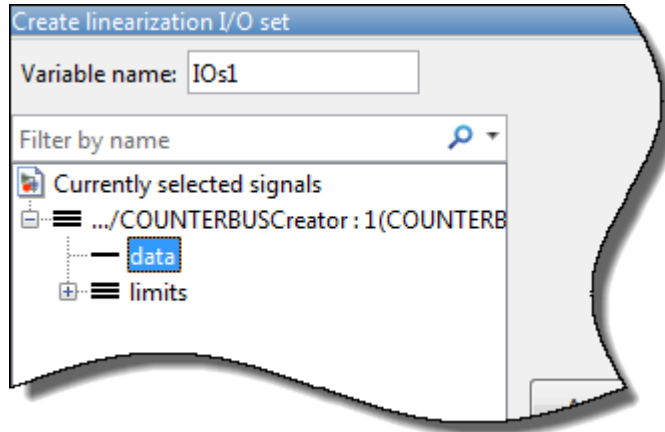 Create linearization I/O set
Variable name: IOs1
Filter by name
Currently selected signals
.../COUNTERBUSCreator : 1(COUNTERB
data
limits